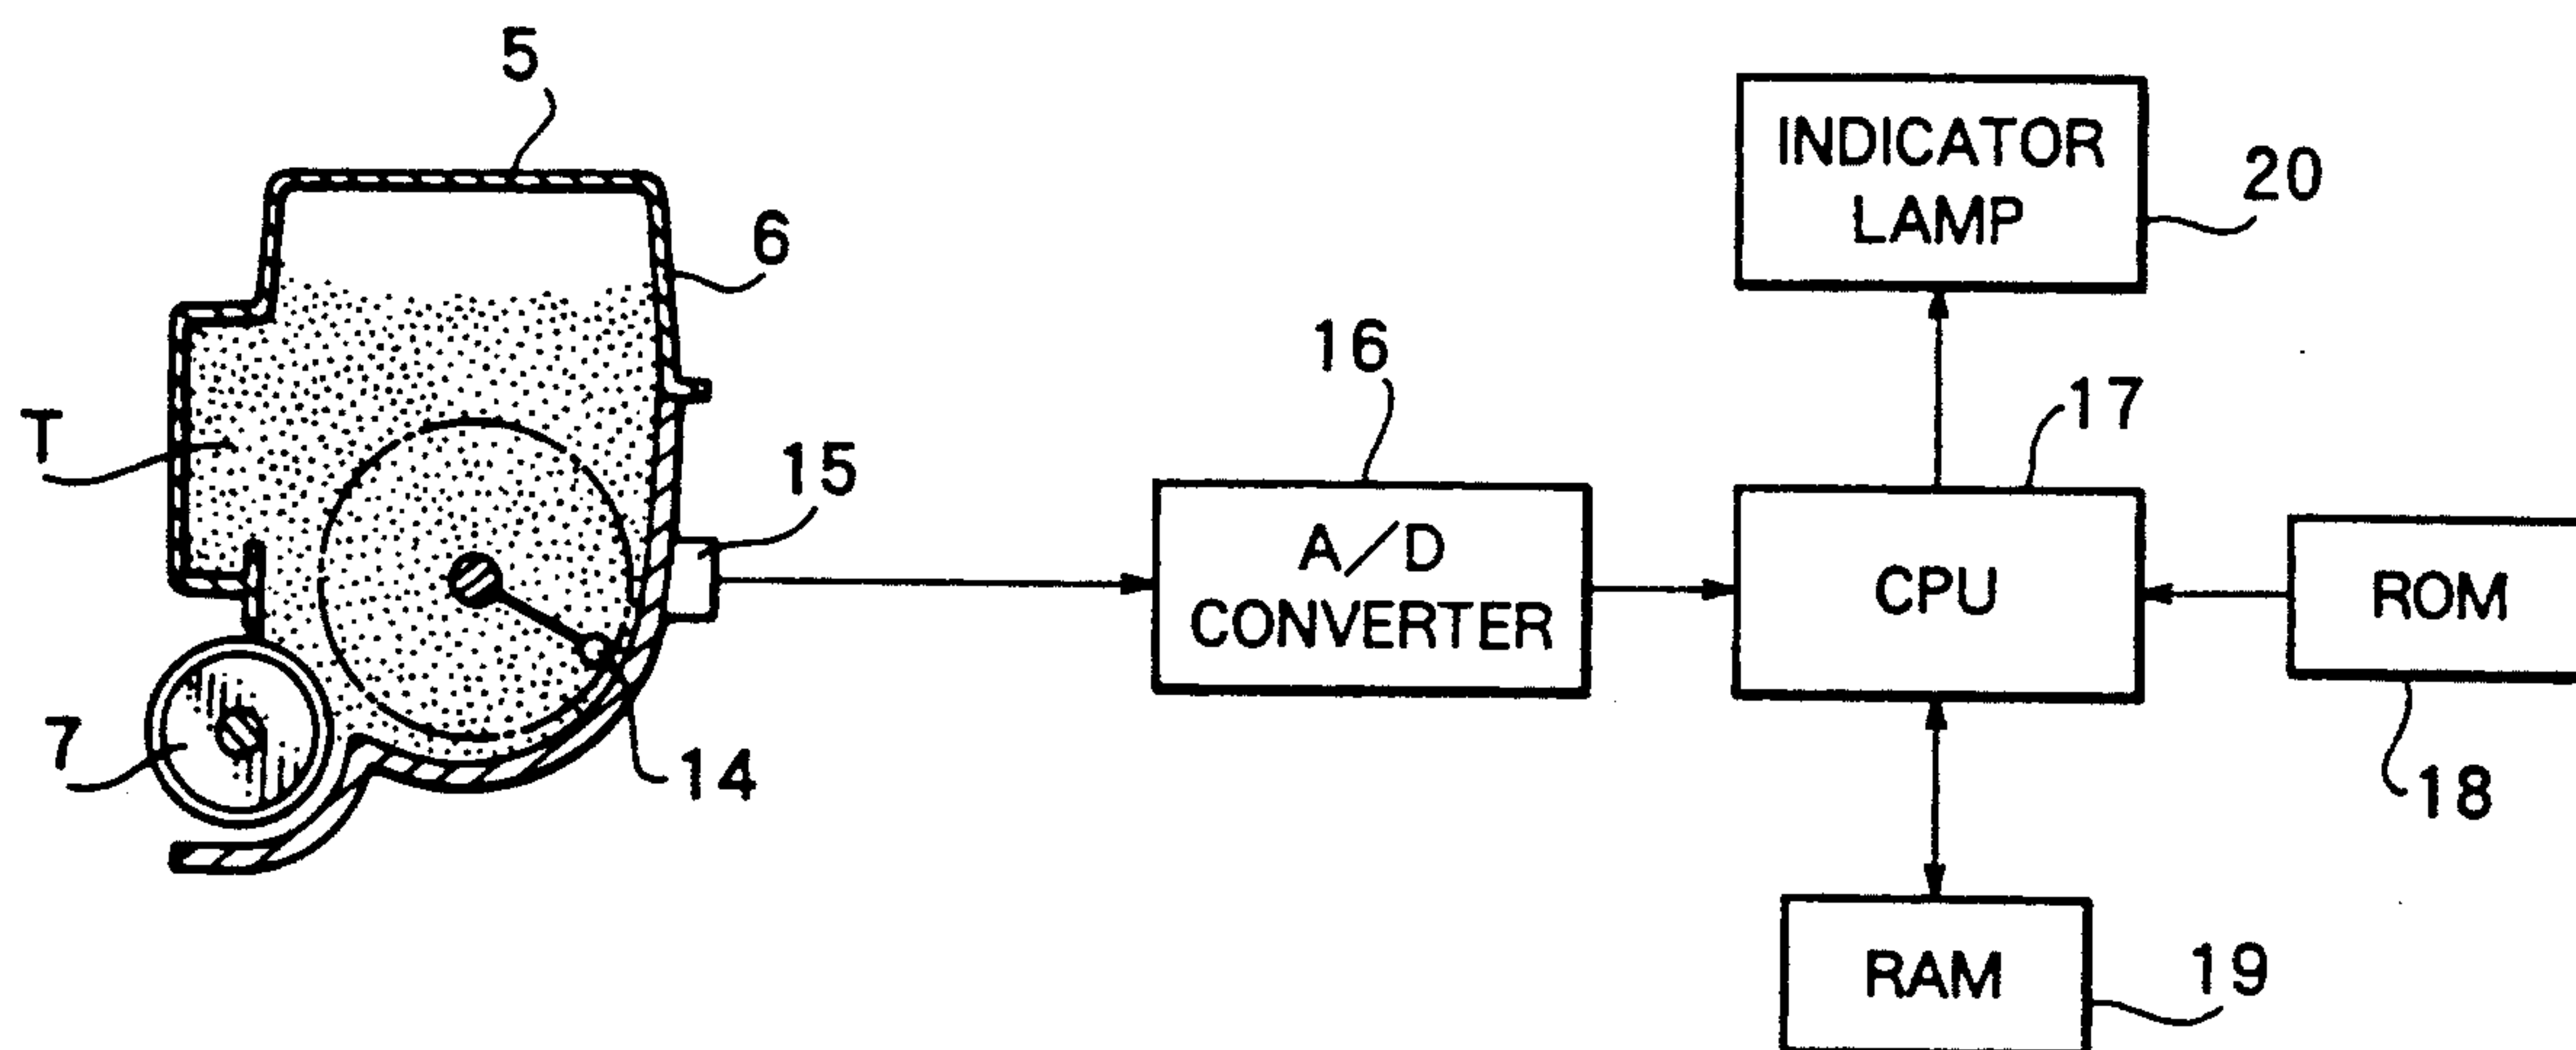 5
6
T
15
7
14
16
A/D
CONVERTER
INDICATOR
LAMP
20
17
CPU
ROM
18
RAM
19